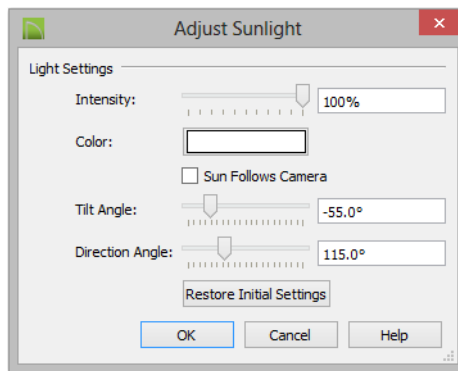 Adjust Sunlight
Light Settings
Intensity: 100%
Color:
Sun Follows Camera
Tilt Angle: -55.0°
Direction Angle: 115.0°
Restore Initial Settings
OK Cancel Help